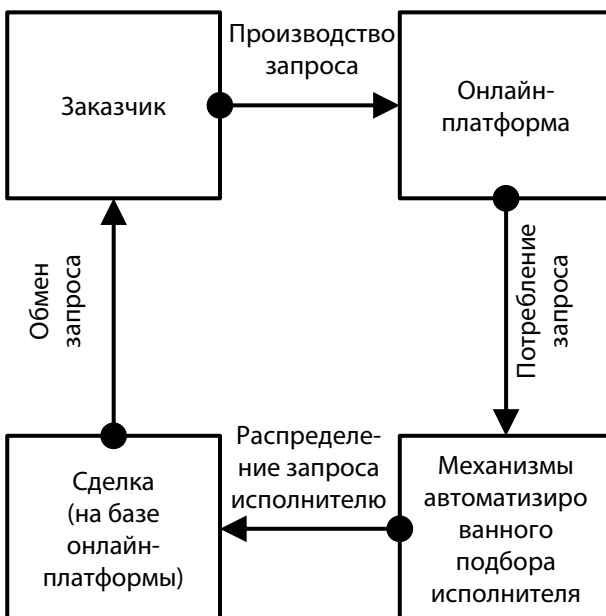 Производство
запроса
Заказчик
Онлайн-
платформа
Обмен
запроса
Потребление
запроса
Распределе-
ние запроса
исполнителю
Сделка
(на базе
онлайн-
платформы)
Механизмы
автоматизиро
ванного
подбора
исполнителя